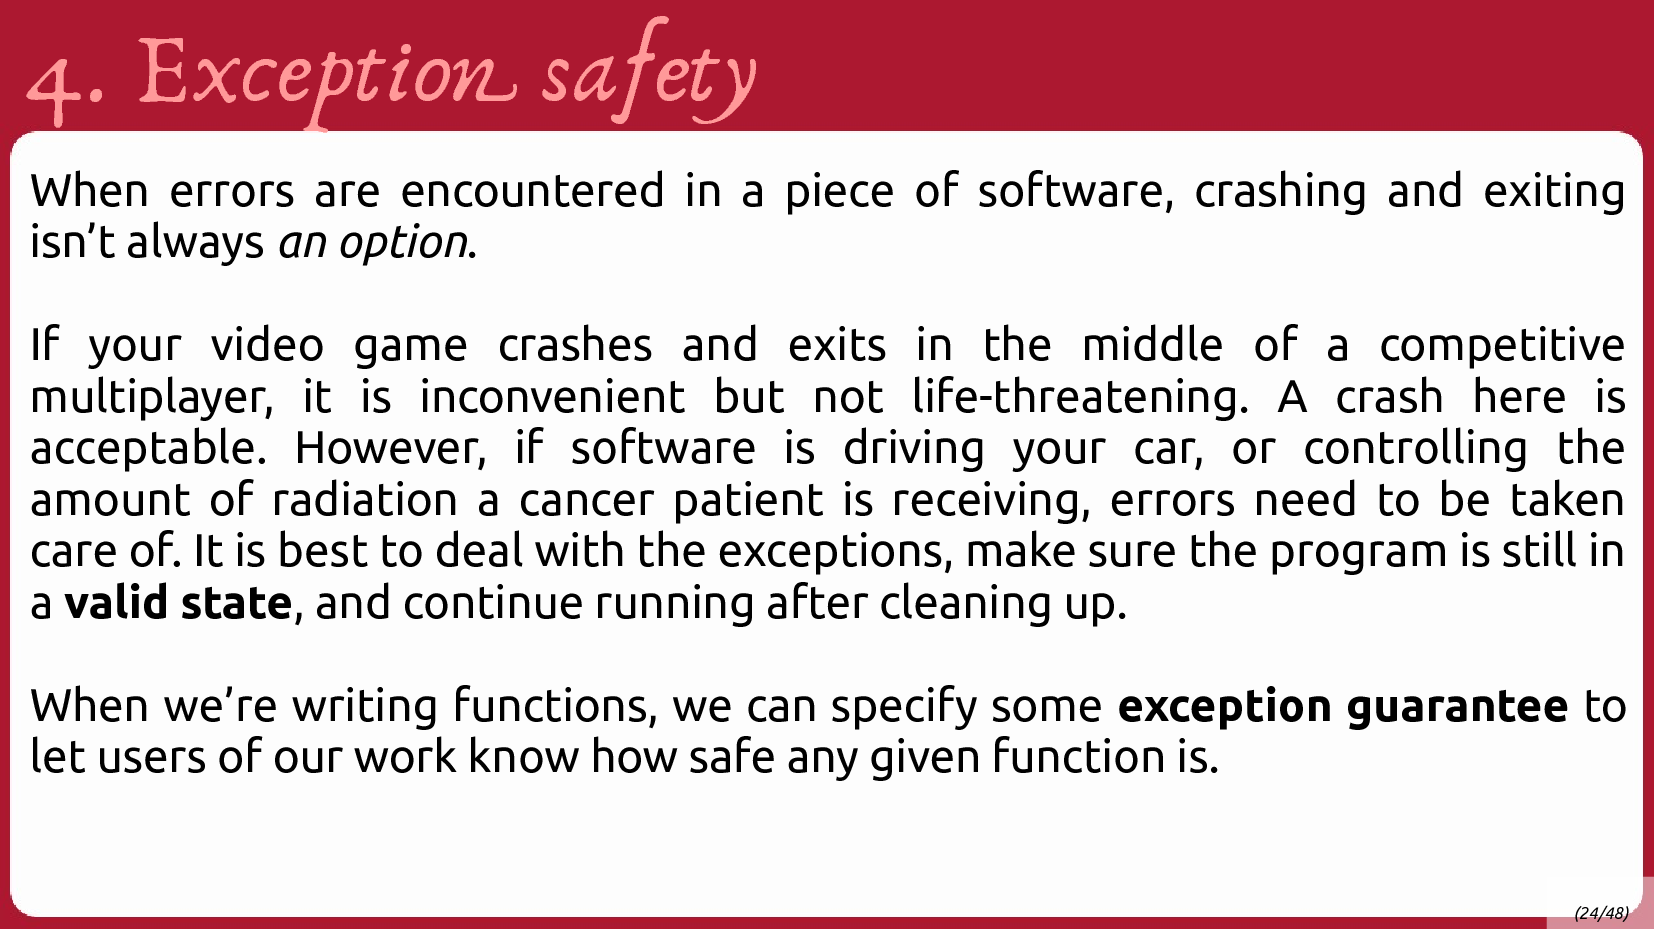 4. Exception safety
When errors are encountered in a piece of software, crashing and exiting
isn’t always an option.
If your video game crashes and exits in the middle of a competitive
multiplayer, it is inconvenient but not life-threatening. A crash here is
acceptable. However, if software is driving your car, or controlling the
amount of radiation a cancer patient is receiving, errors need to be taken
care of. It is best to deal with the exceptions, make sure the program is still in
a valid state, and continue running after cleaning up.
When we’re writing functions, we can specify some exception guarantee to
let users of our work know how safe any given function is.
(24/48)